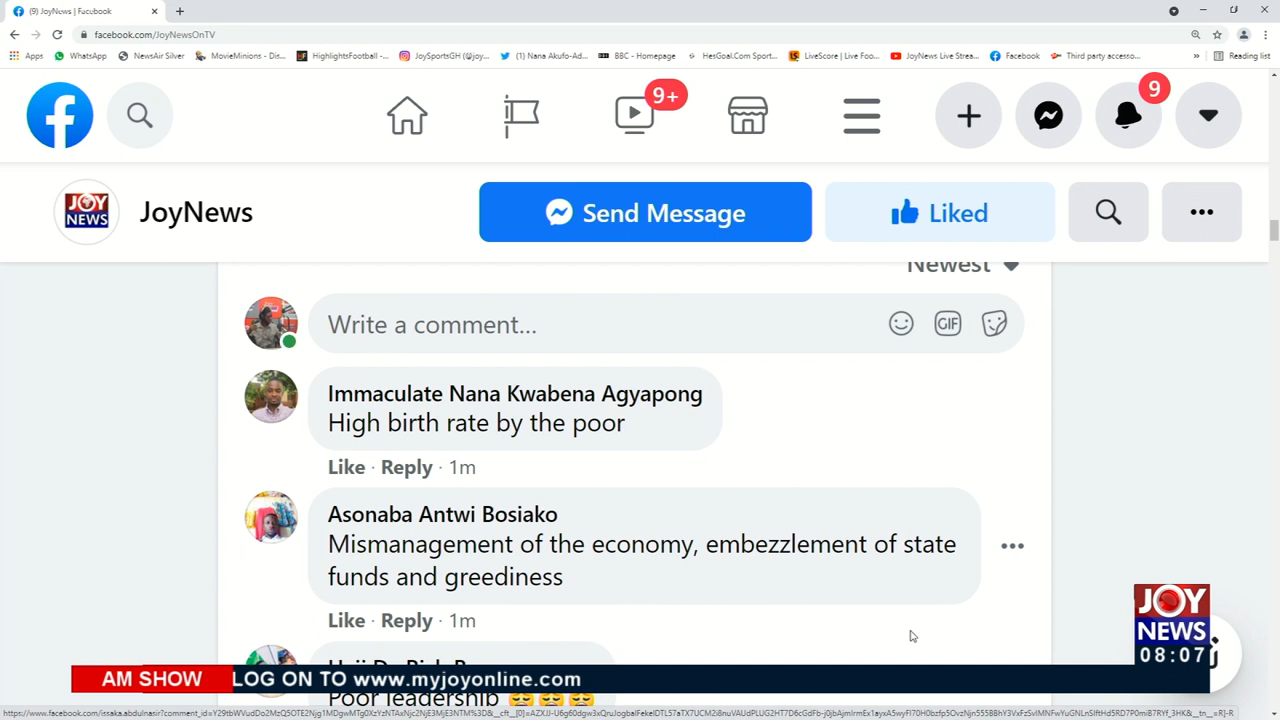 (9) JoyNews | Facebook
facebook.com/JoyNewsOnTV
Apps WhatsApp NewsAir Silver MovieMinions - Dis... HighlightsFootball -... JoySportsGH (@joy... (1) Nana Akufo-Ad... BBC - Homepage HesGoal.Com Sport... LiveScore | Live Foo... JoyNews Live Strea... Facebook Third party accesso... » Reading list
9+
9
JOY NEWS
JoyNews
Send Message
Liked
Newest
Write a comment...
GIF
Immaculate Nana Kwabena Agyapong
High birth rate by the poor
Like · Reply · 1m
Asonaba Antwi Bosiako
Mismanagement of the economy, embezzlement of state
funds and greediness
Like · Reply · 1m
Poor leadership
JOY
NEWS
08:07
AM SHOW
LOG ON TO www.myjoyonline.com